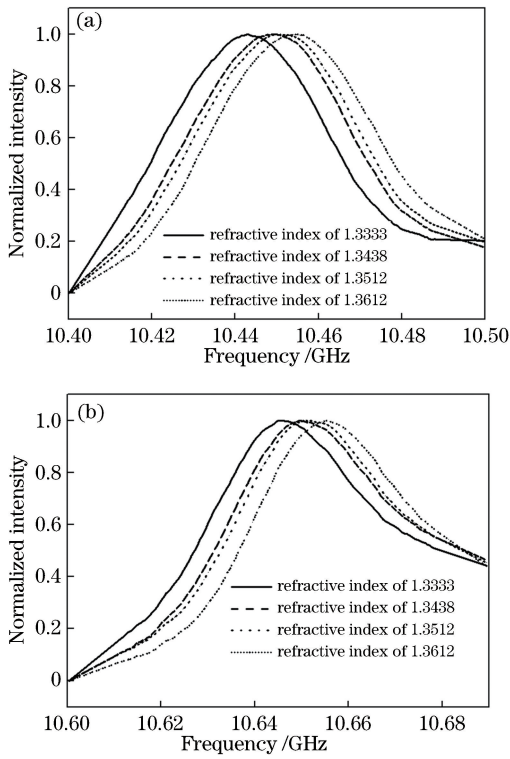 (a)
1.0
0.8
0.6
0.4
0.2
0
Normalized intensity
refractive index of 1.3333
refractive index of 1.3438
refractive index of 1.3512
refractive index of 1.3612
10.40 10.42 10.44 10.46 10.48 10.50
Frequency /GHz
(b)
1.0
0.8
0.6
0.4
0.2
0
Normalized intensity
refractive index of 1.3333
refractive index of 1.3438
refractive index of 1.3512
refractive index of 1.3612
10.60 10.62 10.64 10.66 10.68
Frequency /GHz